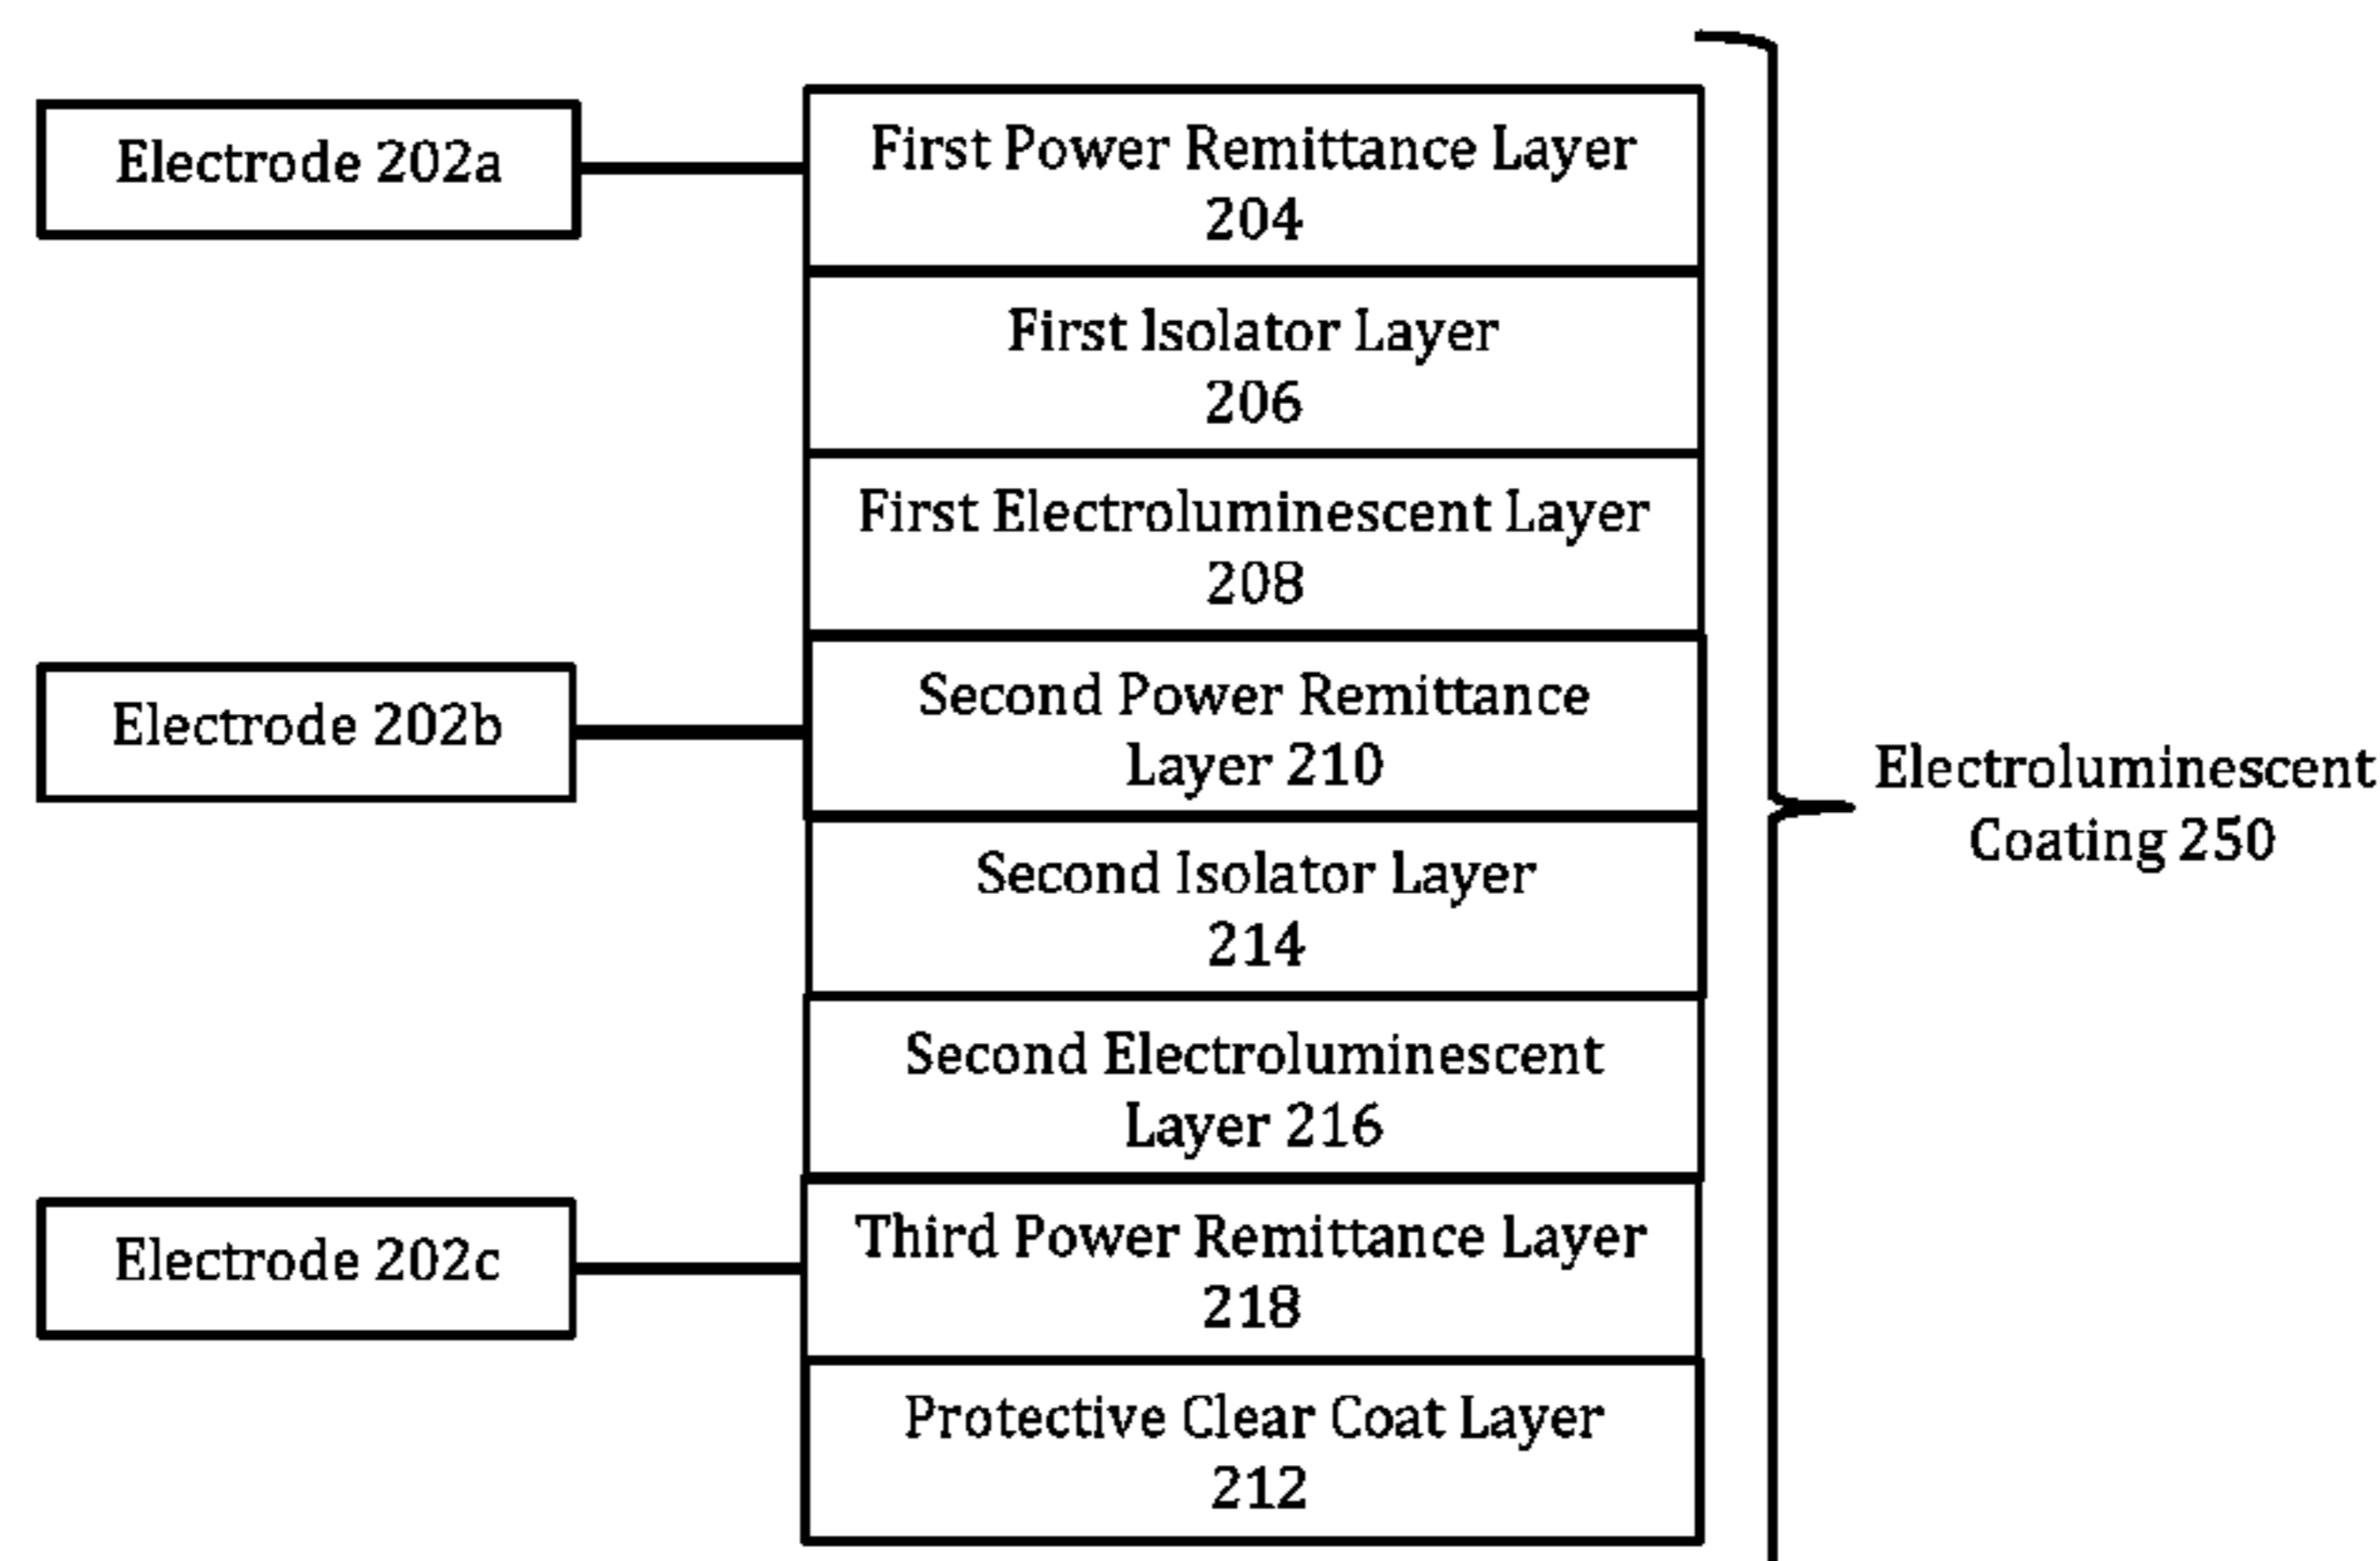 Electrode 202a
First Power Remittance Layer
204
First Isolator Layer
206
First Electroluminescent Layer
208
Electrode 202b
Second Power Remittance
Layer 210
Second Isolator Layer
214
Second Electroluminescent
Layer 216
Electrode 202c
Third Power Remittance Layer
218
Protective Clear Coat Layer
212
Electroluminescent
Coating 250